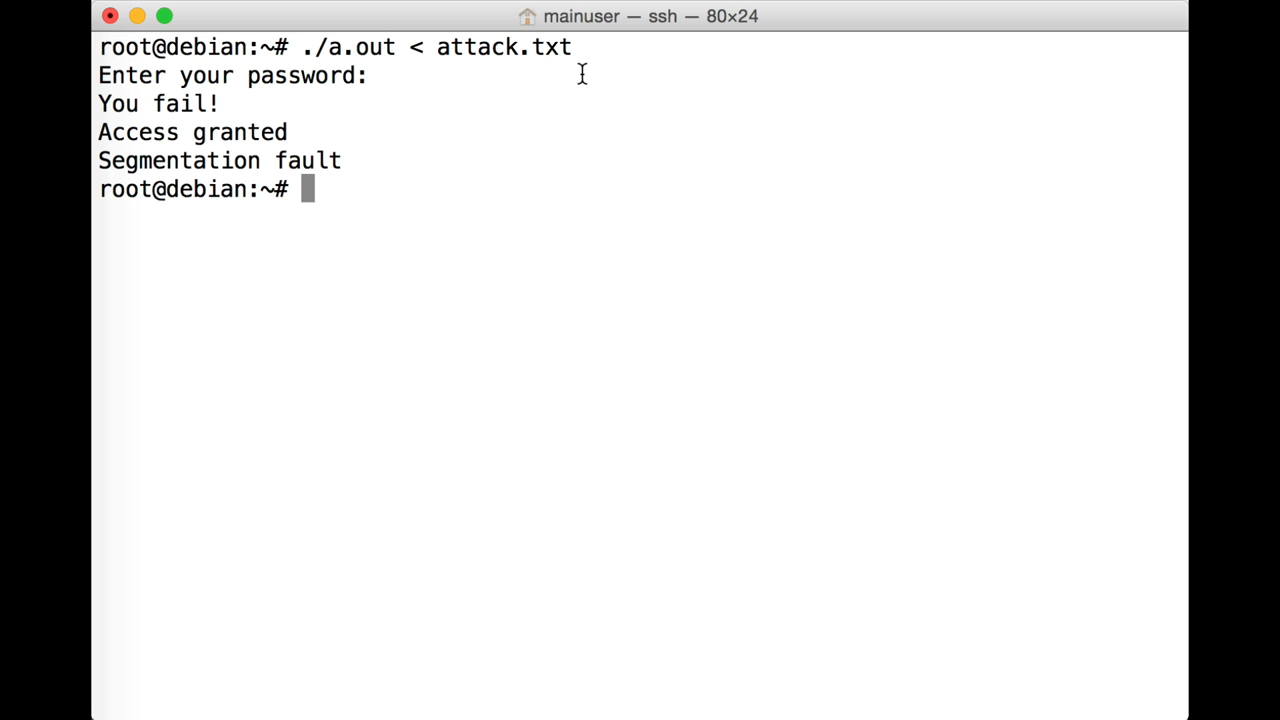 mainuser — ssh — 80×24
root@debian:~# ./a.out < attack.txt
Enter your password:
You fail!
Access granted
Segmentation fault
root@debian:~#